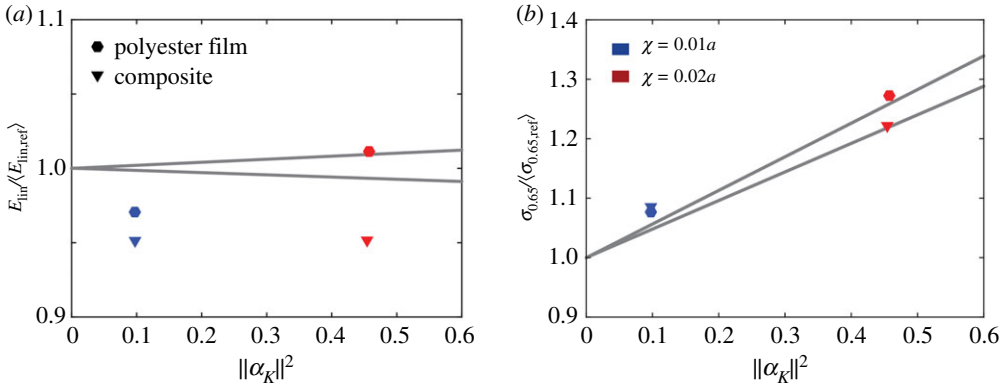 (a)
1.1
polyester film
composite
1.0
0.9
E_lin/⟨E_lin,ref⟩
0 0.1 0.2 0.3 0.4 0.5 0.6
||α_K||²
(b)
1.4
χ = 0.01a
χ = 0.02a
1.3
1.2
1.1
1.0
0.9
σ_0.65/⟨σ_0.65,ref⟩
0 0.1 0.2 0.3 0.4 0.5 0.6
||α_K||²